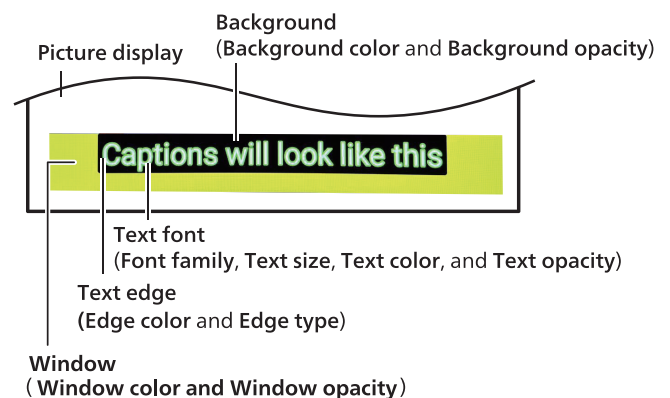 Background
(Background color and Background opacity)
Picture display
Captions will look like this
Text font
(Font family, Text size, Text color, and Text opacity)
Text edge
(Edge color and Edge type)
Window
( Window color and Window opacity)